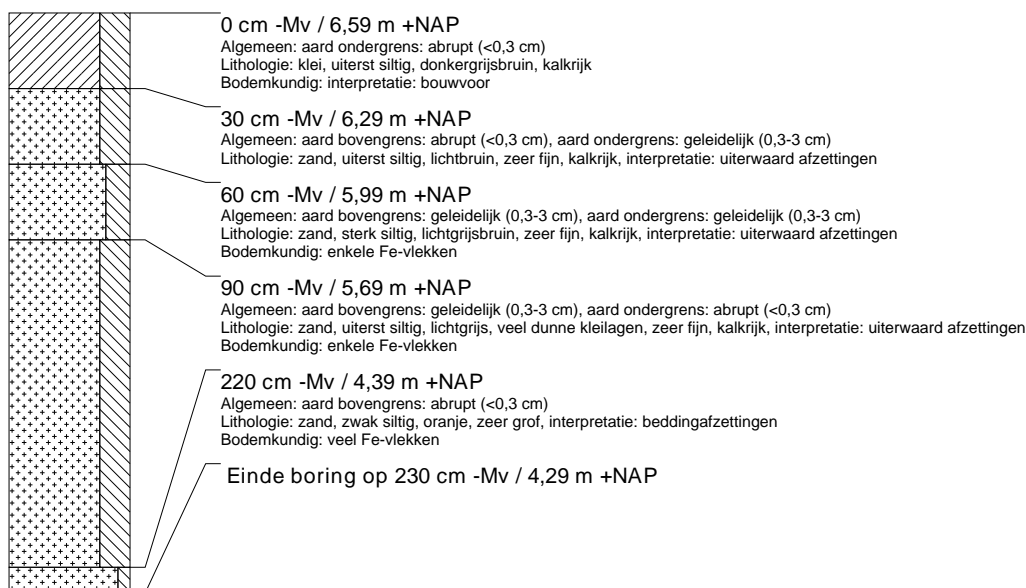 0 cm -Mv / 6,59 m +NAP
Algemeen: aard ondergrens: abrupt (<0,3 cm)
Lithologie: klei, uiterst siltig, donkergrijsbruin, kalkrijk
Bodemkundig: interpretatie: bouwvoor
30 cm -Mv / 6,29 m +NAP
Algemeen: aard bovengrens: abrupt (<0,3 cm), aard ondergrens: geleidelijk (0,3-3 cm)
Lithologie: zand, uiterst siltig, lichtbruin, zeer fijn, kalkrijk, interpretatie: uiterwaard afzettingen
60 cm -Mv / 5,99 m +NAP
Algemeen: aard bovengrens: geleidelijk (0,3-3 cm), aard ondergrens: geleidelijk (0,3-3 cm)
Lithologie: zand, sterk siltig, lichtgrijsbruin, zeer fijn, kalkrijk, interpretatie: uiterwaard afzettingen
Bodemkundig: enkele Fe-vlekken
90 cm -Mv / 5,69 m +NAP
Algemeen: aard bovengrens: geleidelijk (0,3-3 cm), aard ondergrens: abrupt (<0,3 cm)
Lithologie: zand, uiterst siltig, lichtgrijs, veel dunne kleilagen, zeer fijn, kalkrijk, interpretatie: uiterwaard afzettingen
Bodemkundig: enkele Fe-vlekken
220 cm -Mv / 4,39 m +NAP
Algemeen: aard bovengrens: abrupt (<0,3 cm)
Lithologie: zand, zwak siltig, oranje, zeer grof, interpretatie: beddingafzettingen
Bodemkundig: veel Fe-vlekken
Einde boring op 230 cm -Mv / 4,29 m +NAP